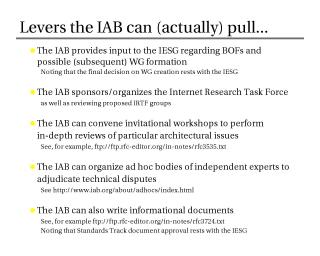 Levers the IAB can (actually) pull...
The IAB provides input to the IESG regarding BOFs and
possible (subsequent) WG formation
Noting that the final decision on WG creation rests with the IESG
The IAB sponsors/organizes the Internet Research Task Force
as well as reviewing proposed IRTF groups
The IAB can convene invitational workshops to perform
in-depth reviews of particular architectural issues
See, for example, ftp://ftp.rfc-editor.org/in-notes/rfc3535.txt
The IAB can organize ad hoc bodies of independent experts to
adjudicate technical disputes
See http://www.iab.org/about/adhocs/index.html
The IAB can also write informational documents
See, for example ftp://ftp.rfc-editor.org/in-notes/rfc3724.txt
Noting that Standards Track document approval rests with the IESG